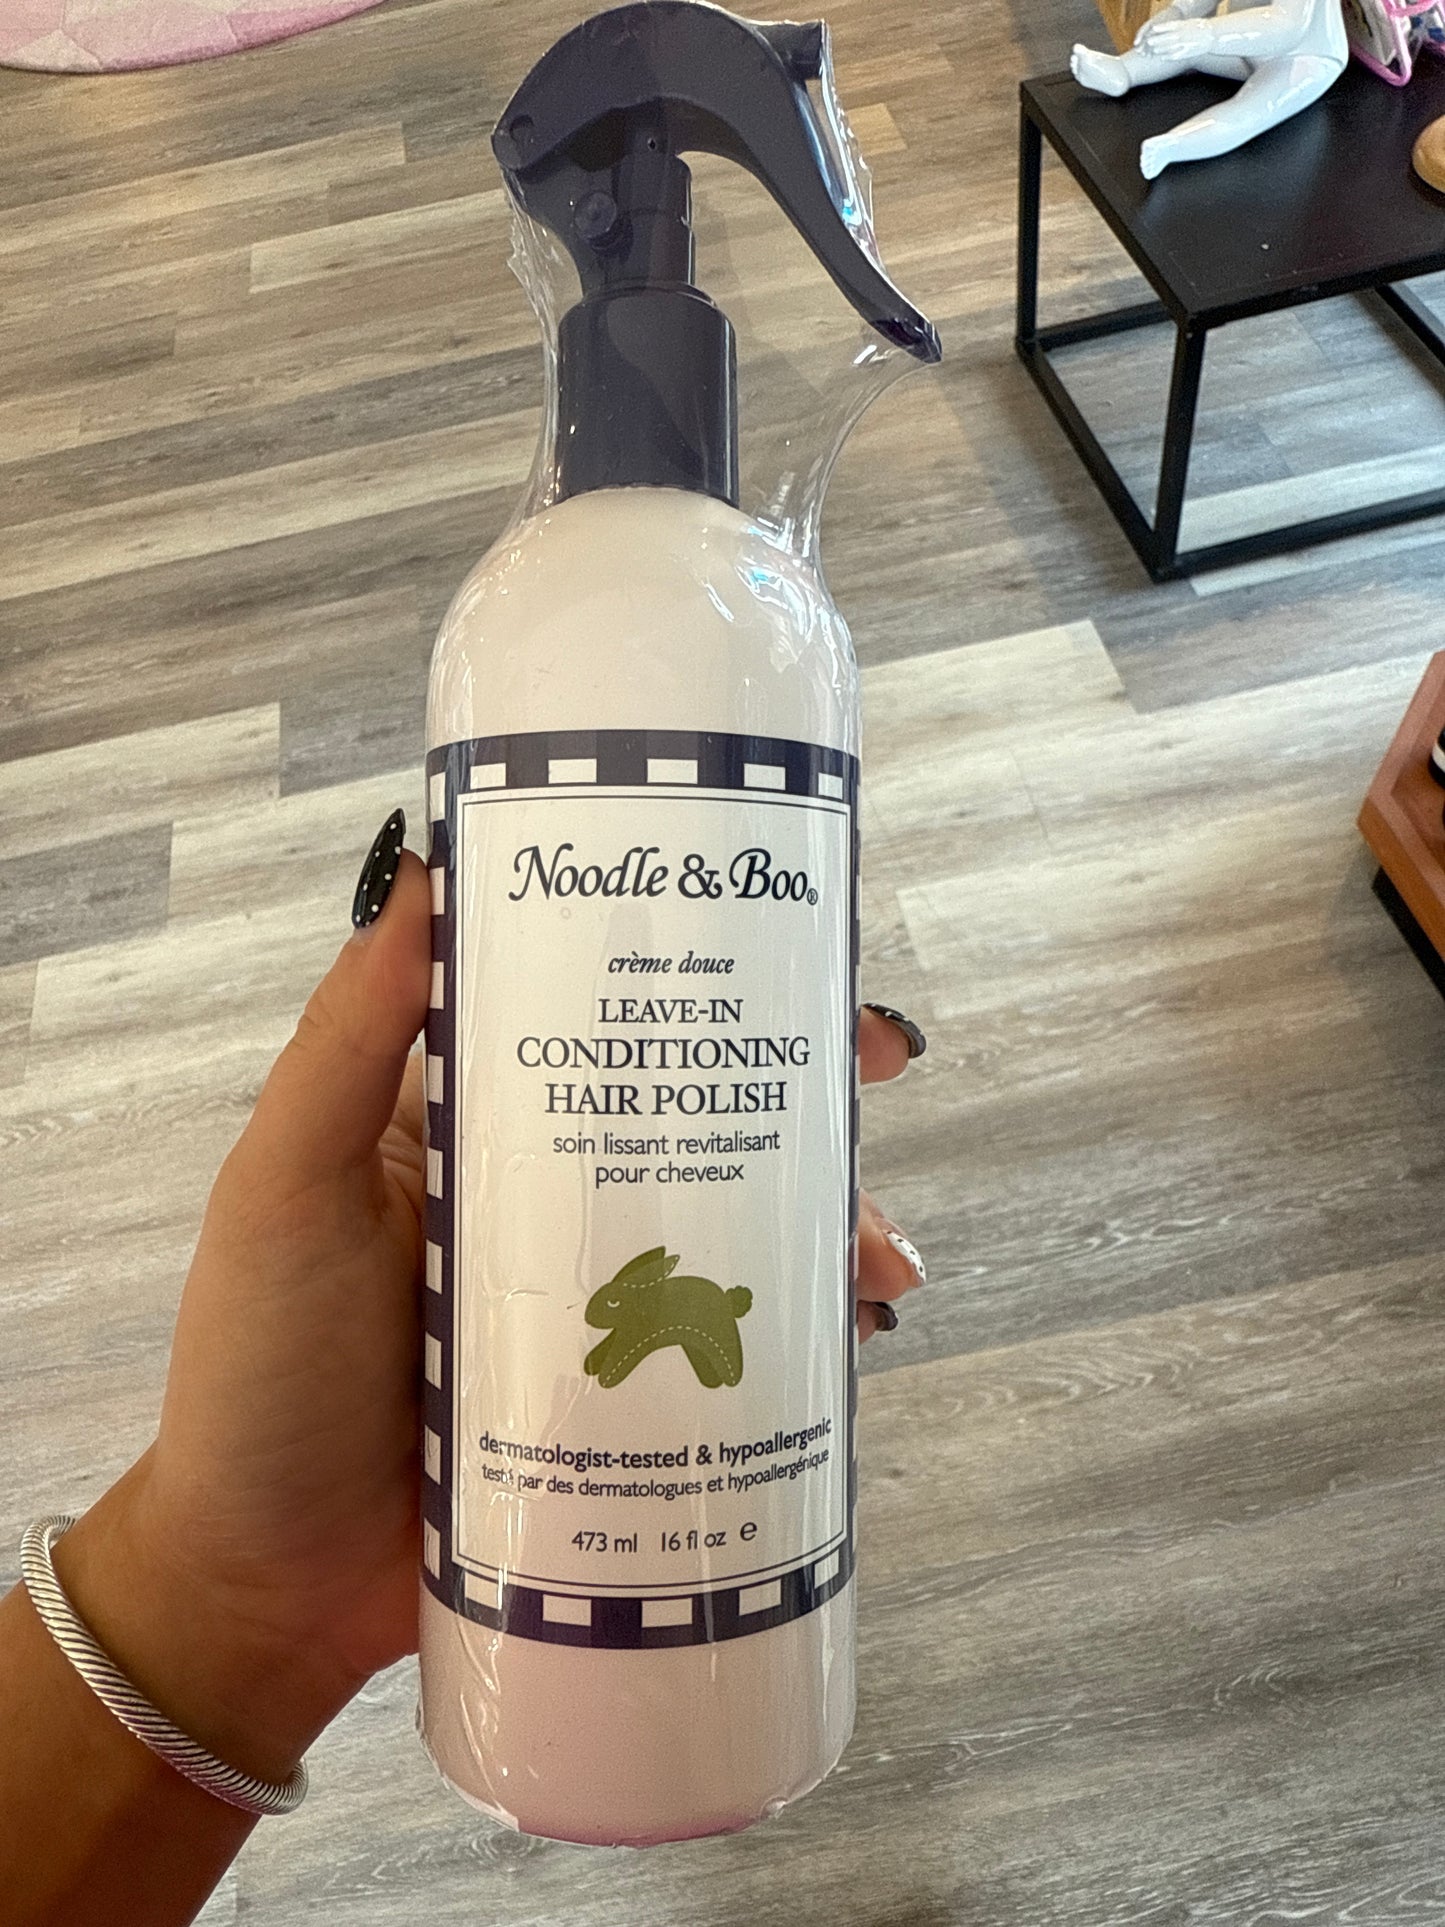 Noodle & Boo®
crème douce
LEAVE-IN
CONDITIONING
HAIR POLISH
soin lissant revitalisant
pour cheveux
dermatologist-tested & hypoallergenic
testé par des dermatologues et hypoallergénique
473 ml 16 fl oz ℮